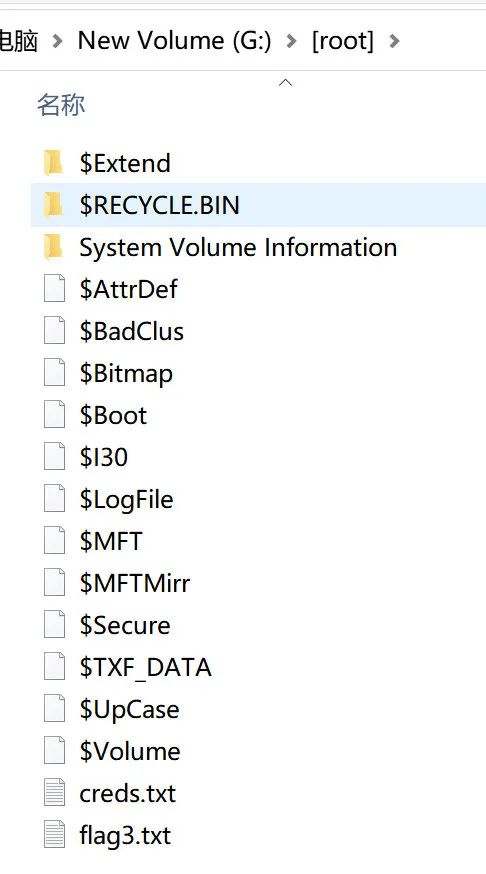 电脑 > New Volume (G:) > [root] >
名称
$Extend
$RECYCLE.BIN
System Volume Information
$AttrDef
$BadClus
$Bitmap
$Boot
$I30
$LogFile
$MFT
$MFTMirr
$Secure
$TXF_DATA
$UpCase
$Volume
creds.txt
flag3.txt